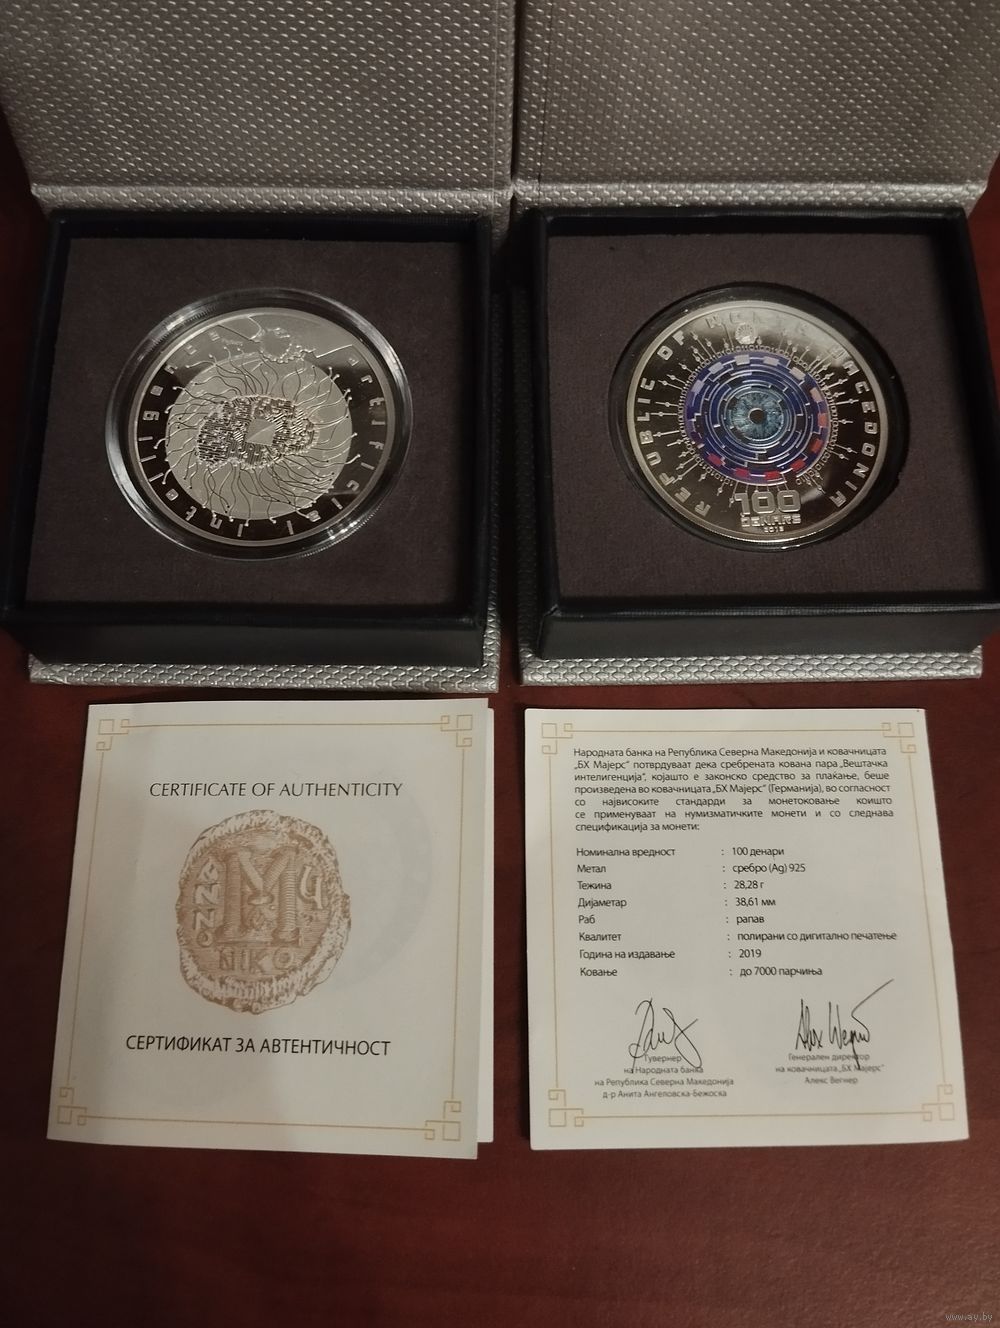 artificial intelligence
REPUBLIC OF NORTH MACEDONIA
100
DENARS
2019
CERTIFICATE OF AUTHENTICITY
ANNO
M
NIKO
СЕРТИФИКАТ ЗА АВТЕНТИЧНОСТ
Народната банка на Република Северна Македонија и ковачницата
„БХ Мајерс“ потврдуваат дека сребрената кована пара „Вештачка
интелигенција“, којашто е законско средство за плаќање, беше
произведена во ковачницата „БХ Мајерс“ (Германија), во согласност
со највисоките стандарди за монетоковање коишто
се применуваат на нумизматичките монети и со следнава
спецификација за монети:
Номинална вредност : 100 денари
Метал : сребро (Ag) 925
Тежина : 28,28 г
Дијаметар : 38,61 мм
Раб : рапав
Квалитет : полирани со дигитално печатење
Година на издавање : 2019
Ковање : до 7000 парчиња
Гувернер
на Народната банка
на Република Северна Македонија
д-р Анита Ангеловска-Бежоска
Генерален директор
на ковачницата „БХ Мајерс“
Алекс Вегнер
www.ay.by